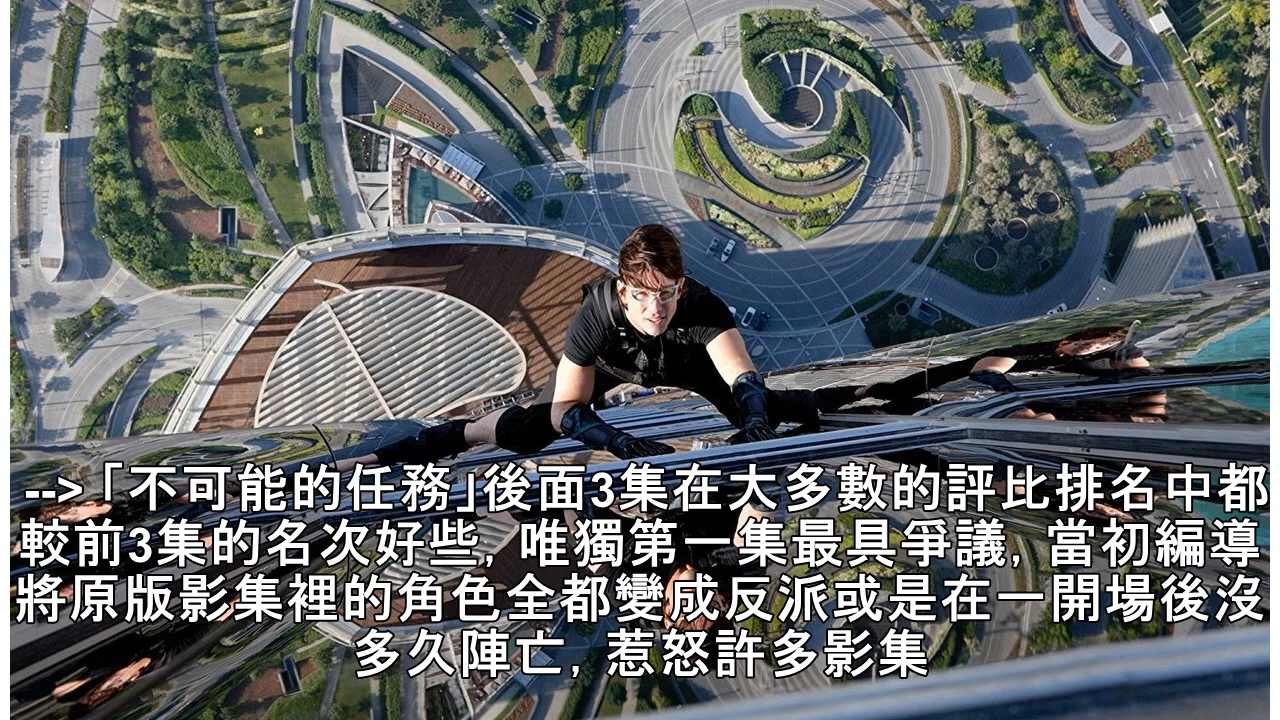 --> ｢不可能的任務｣後面3集在大多數的評比排名中都
較前3集的名次好些, 唯獨第一集最具爭議, 當初編導
將原版影集裡的角色全都變成反派或是在一開場後沒
多久陣亡, 惹怒許多影集